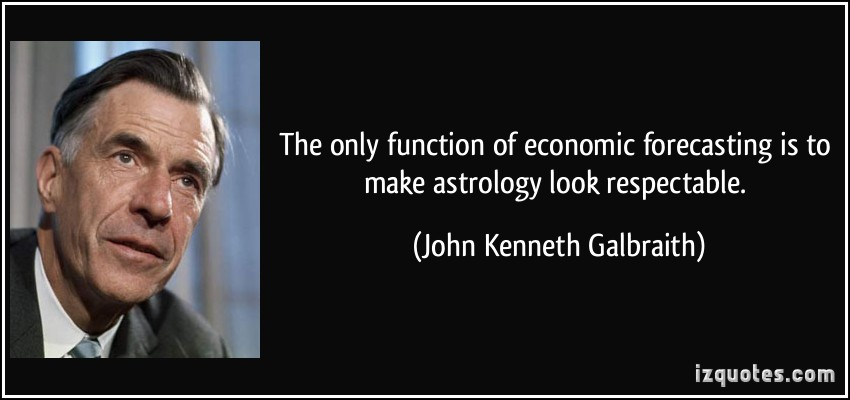 The only function of economic forecasting is to
make astrology look respectable.
(John Kenneth Galbraith)
izquotes.com